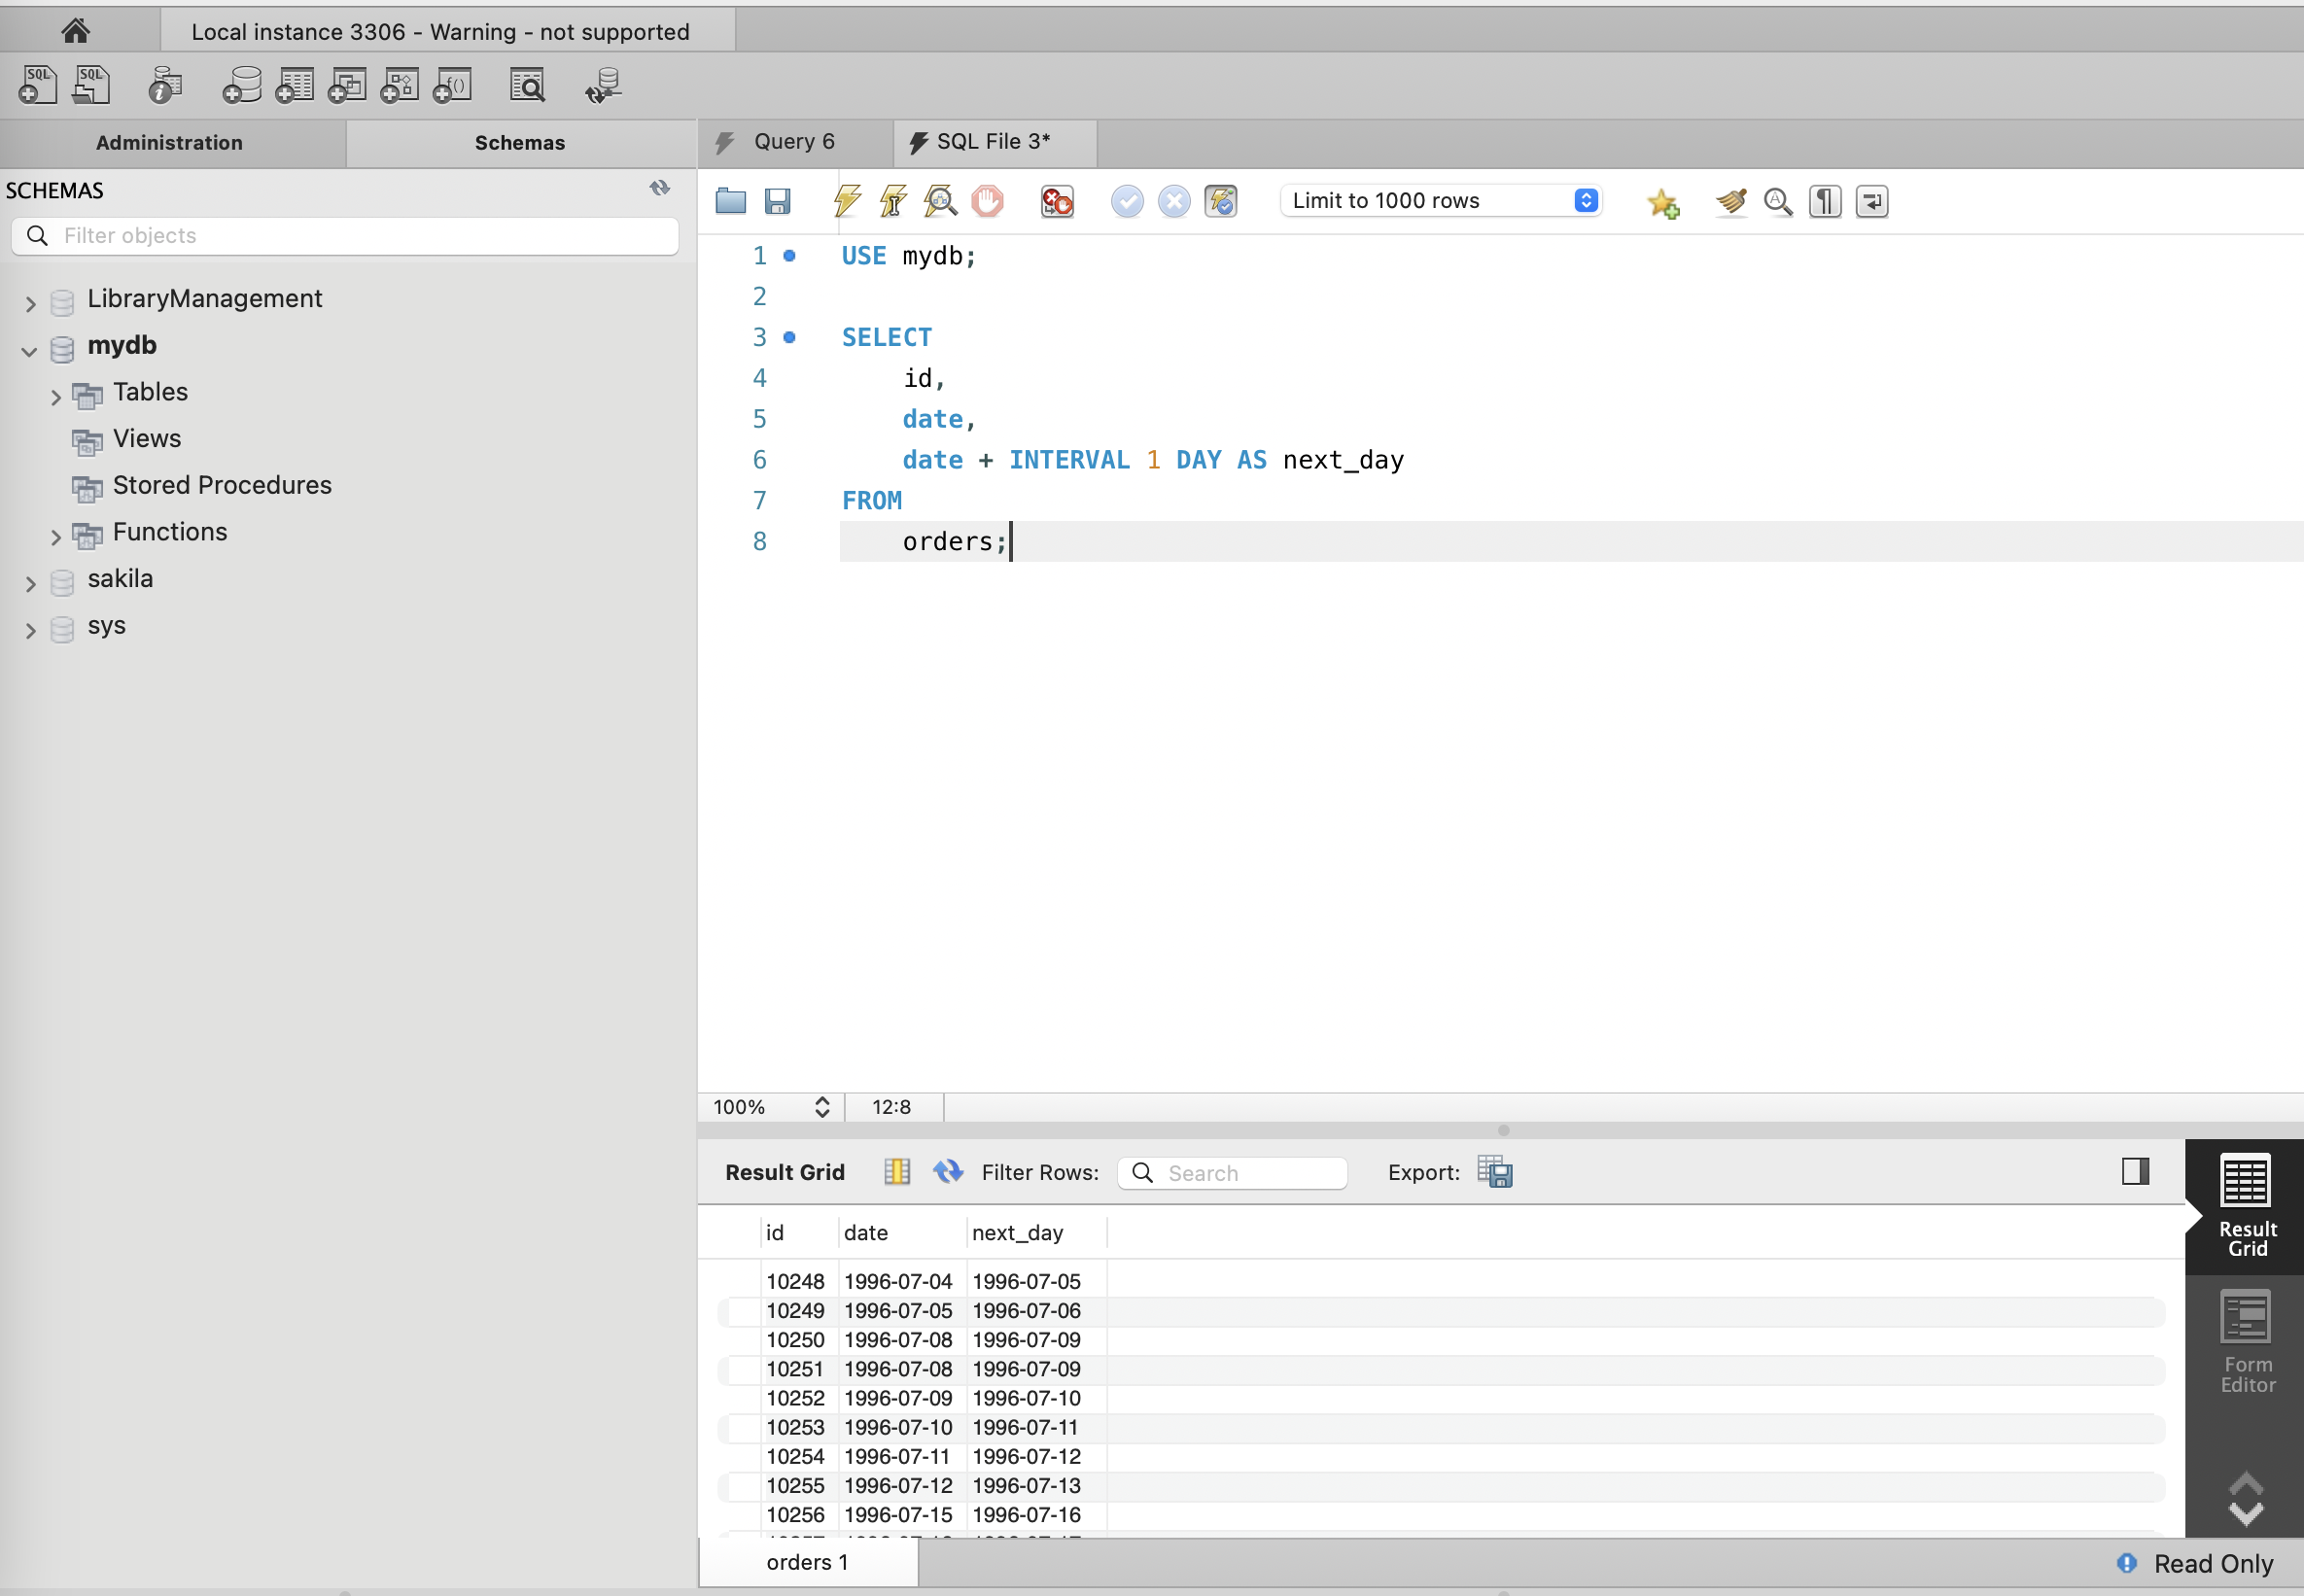 Local instance 3306 - Warning - not supported
SQL SQL
Administration Schemas
Query 6 SQL File 3*
SCHEMAS
Filter objects
LibraryManagement
mydb
Tables
Views
Stored Procedures
Functions
sakila
sys
Limit to 1000 rows
1 USE mydb;
2
3 SELECT
4 id,
5 date,
6 date + INTERVAL 1 DAY AS next_day
7 FROM
8 orders;
100% 12:8
Result Grid Filter Rows: Search Export:
id date next_day
10248 1996-07-04 1996-07-05
10249 1996-07-05 1996-07-06
10250 1996-07-08 1996-07-09
10251 1996-07-08 1996-07-09
10252 1996-07-09 1996-07-10
10253 1996-07-10 1996-07-11
10254 1996-07-11 1996-07-12
10255 1996-07-12 1996-07-13
10256 1996-07-15 1996-07-16
Result
Grid
Form
Editor
orders 1
Read Only